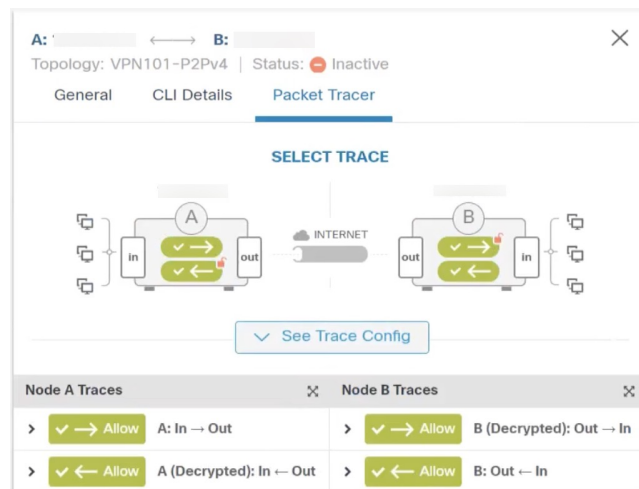 A: ⟷ B:
Topology: VPN101-P2Pv4 | Status: Inactive
General CLI Details Packet Tracer
SELECT TRACE
A B
INTERNET
in out out in
See Trace Config
Node A Traces Node B Traces
Allow A: In → Out Allow B (Decrypted): Out → In
Allow A (Decrypted): In ← Out Allow B: Out ← In